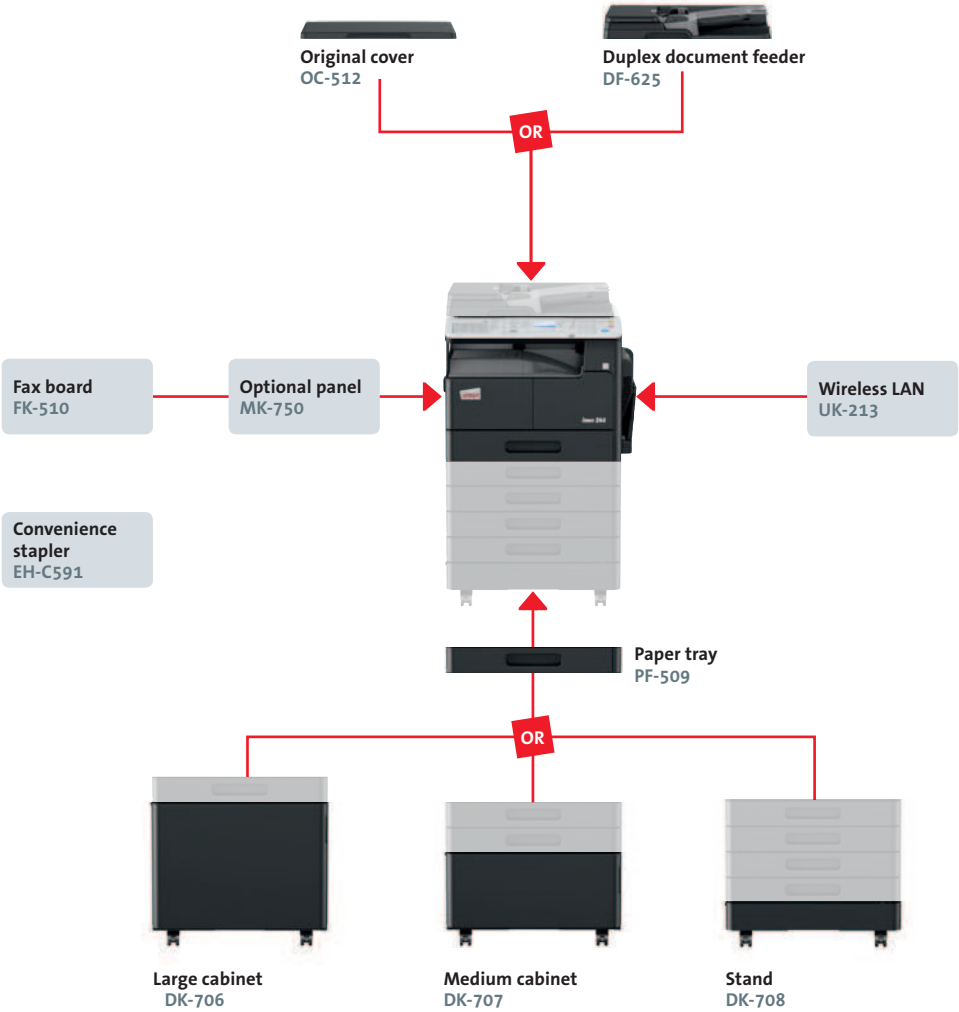 Original cover
OC-512
Duplex document feeder
DF-625
OR
Fax board
FK-510
Optional panel
MK-750
Wireless LAN
UK-213
Convenience
stapler
EH-C591
Paper tray
PF-509
OR
Large cabinet
DK-706
Medium cabinet
DK-707
Stand
DK-708